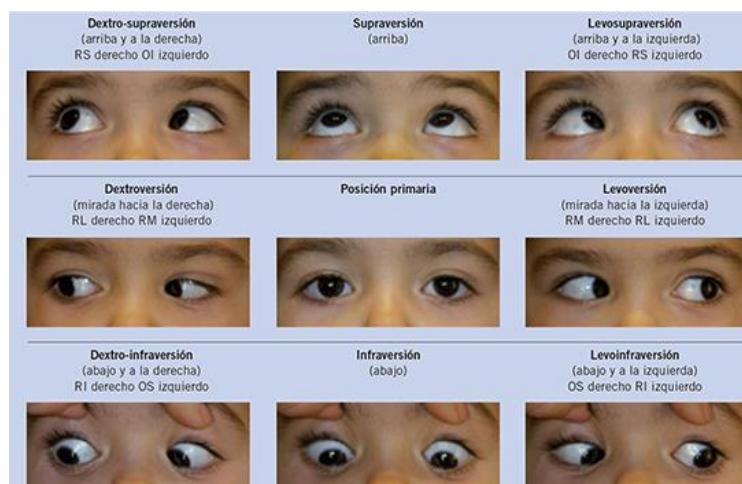 Dextro-supraversión
(arriba y a la derecha)
RS derecho OI izquierdo
Supraversión
(arriba)
Levosupraversión
(arriba y a la izquierda)
OI derecho RS izquierdo
Dextroversión
(mirada hacia la derecha)
RL derecho RM izquierdo
Posición primaria
Levoversión
(mirada hacia la izquierda)
RM derecho RL izquierdo
Dextro-infraversión
(abajo y a la derecha)
RI derecho OS izquierdo
Infraversión
(abajo)
Levoinfraversión
(abajo y a la izquierda)
OS derecho RI izquierdo